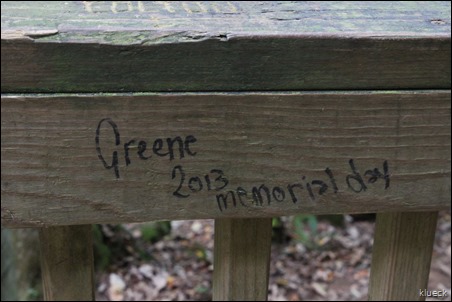 Greene
2013
memorial day
klueck